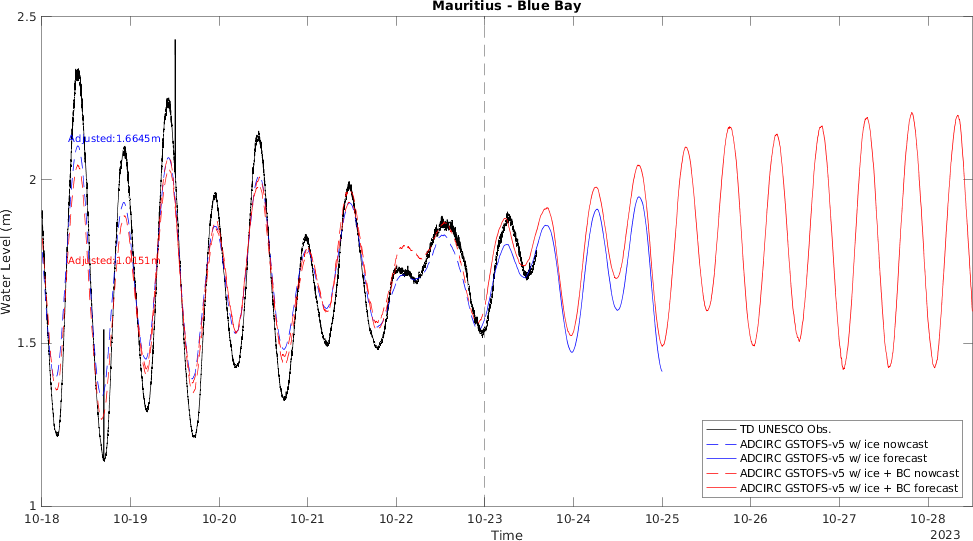 Mauritius - Blue Bay
2.5
2
1.5
1
Water Level (m)
Adjusted:1.6645m
Adjusted:1.0151m
TD UNESCO Obs.
ADCIRC GSTOFS-v5 w/ ice nowcast
ADCIRC GSTOFS-v5 w/ ice forecast
ADCIRC GSTOFS-v5 w/ ice + BC nowcast
ADCIRC GSTOFS-v5 w/ ice + BC forecast
10-18 10-19 10-20 10-21 10-22 10-23 10-24 10-25 10-26 10-27 10-28
2023
Time